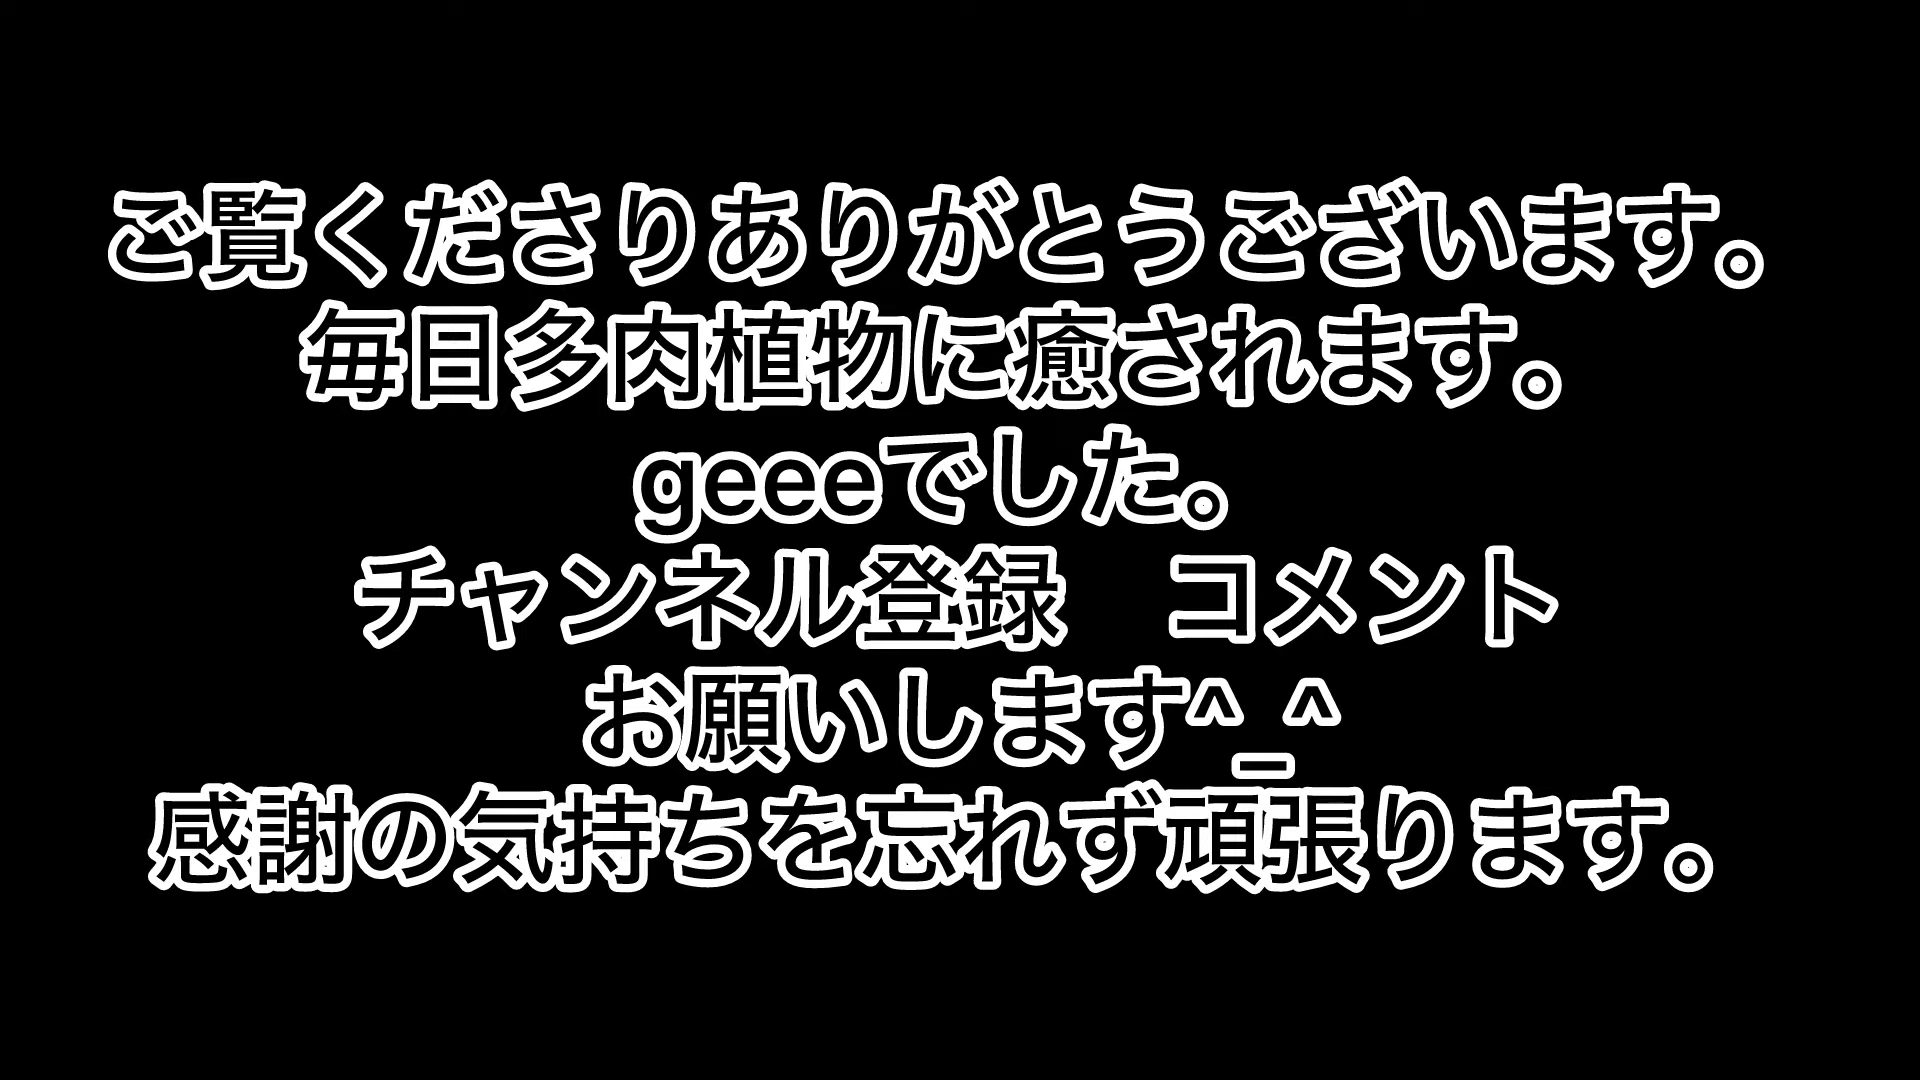 ご覧くださりありがとうございます。
毎日多肉植物に癒されます。
geeeでした。
チャンネル登録　コメント
お願いします^_^
感謝の気持ちを忘れず頑張ります。